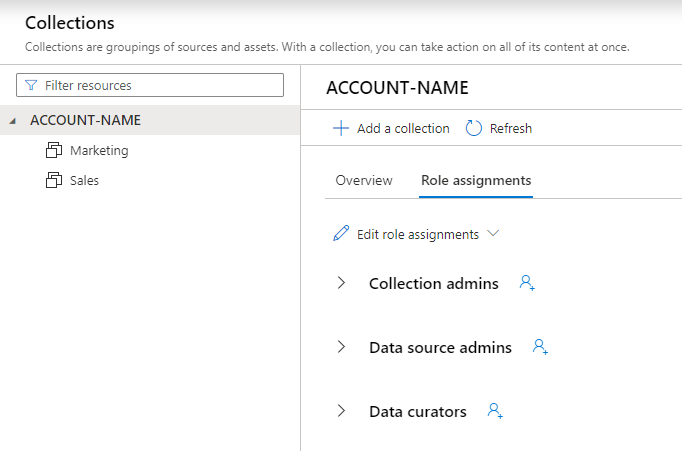 Collections
Collections are groupings of sources and assets. With a collection, you can take action on all of its content at once.
Filter resources
ACCOUNT-NAME
Marketing
Sales
ACCOUNT-NAME
Add a collection Refresh
Overview Role assignments
Edit role assignments
Collection admins
Data source admins
Data curators